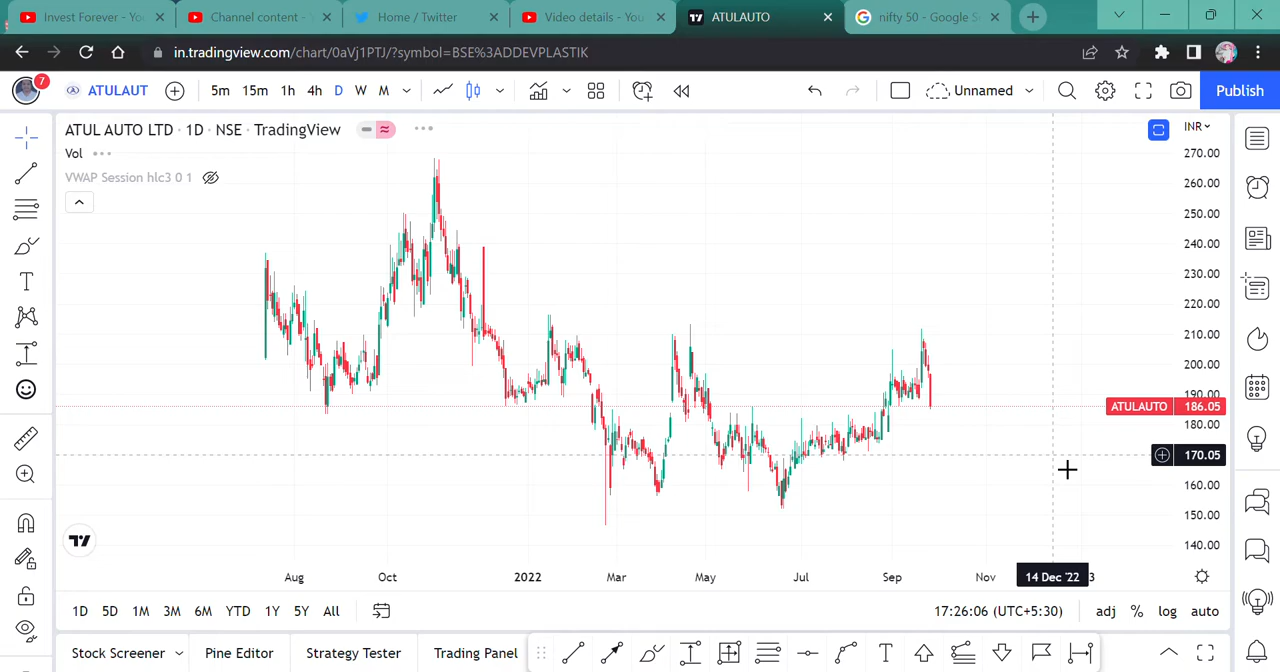 Invest Forever - Yo
Channel content - 
Home / Twitter
Video details - You
ATULAUTO
nifty 50 - Google S
in.tradingview.com/chart/0aVj1PTJ/?symbol=BSE%3ADDEVPLASTIK
7
ATULAUT
5m 15m 1h 4h D W M
Unnamed
Publish
ATUL AUTO LTD · 1D · NSE · TradingView
INR
Vol
VWAP Session hlc3 0 1
270.00
260.00
250.00
240.00
230.00
220.00
210.00
200.00
190.00
ATULAUTO 186.05
180.00
170.05
160.00
150.00
140.00
Aug Oct 2022 Mar May Jul Sep Nov 14 Dec '22 3
1D 5D 1M 3M 6M YTD 1Y 5Y All
17:26:06 (UTC+5:30) adj % log auto
Stock Screener Pine Editor Strategy Tester Trading Panel